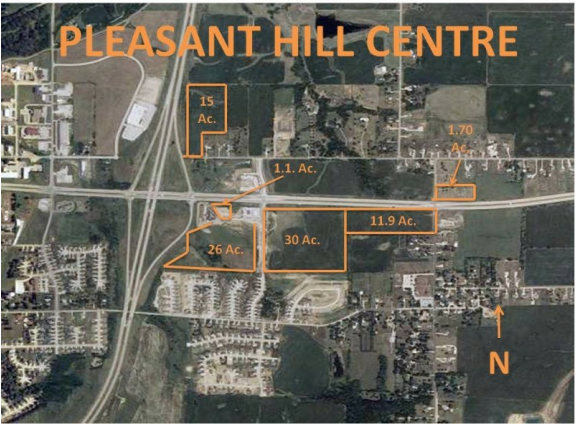 PLEASANT HILL CENTRE
15
Ac.
1.70
Ac.
1.1. Ac.
11.9 Ac.
26 Ac.
30 Ac.
N